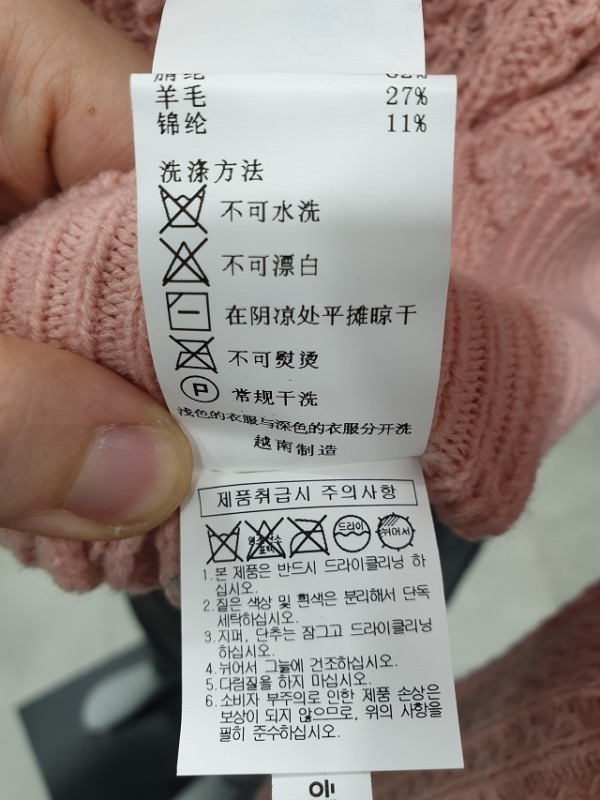 羊毛 27%
锦纶 11%
洗涤方法
不可水洗
不可漂白
在阴凉处平摊晾干
不可熨烫
P 常规干洗
浅色的衣服与深色的衣服分开洗
越南制造
제품취급시 주의사항
드라이 뉘어서
1.본 제품은 반드시 드라이클리닝 하
십시오.
2.짙은 색상 및 흰색은 분리해서 단독
세탁하십시오.
3.지퍼, 단추는 잠그고 드라이클리닝
하십시오.
4.뉘어서 그늘에 건조하십시오.
5.다림질을 하지 마십시오.
6.소비자 부주의로 인한 제품 손상은
보상이 되지 않으므로, 위의 사항을
필히 준수하십시오.